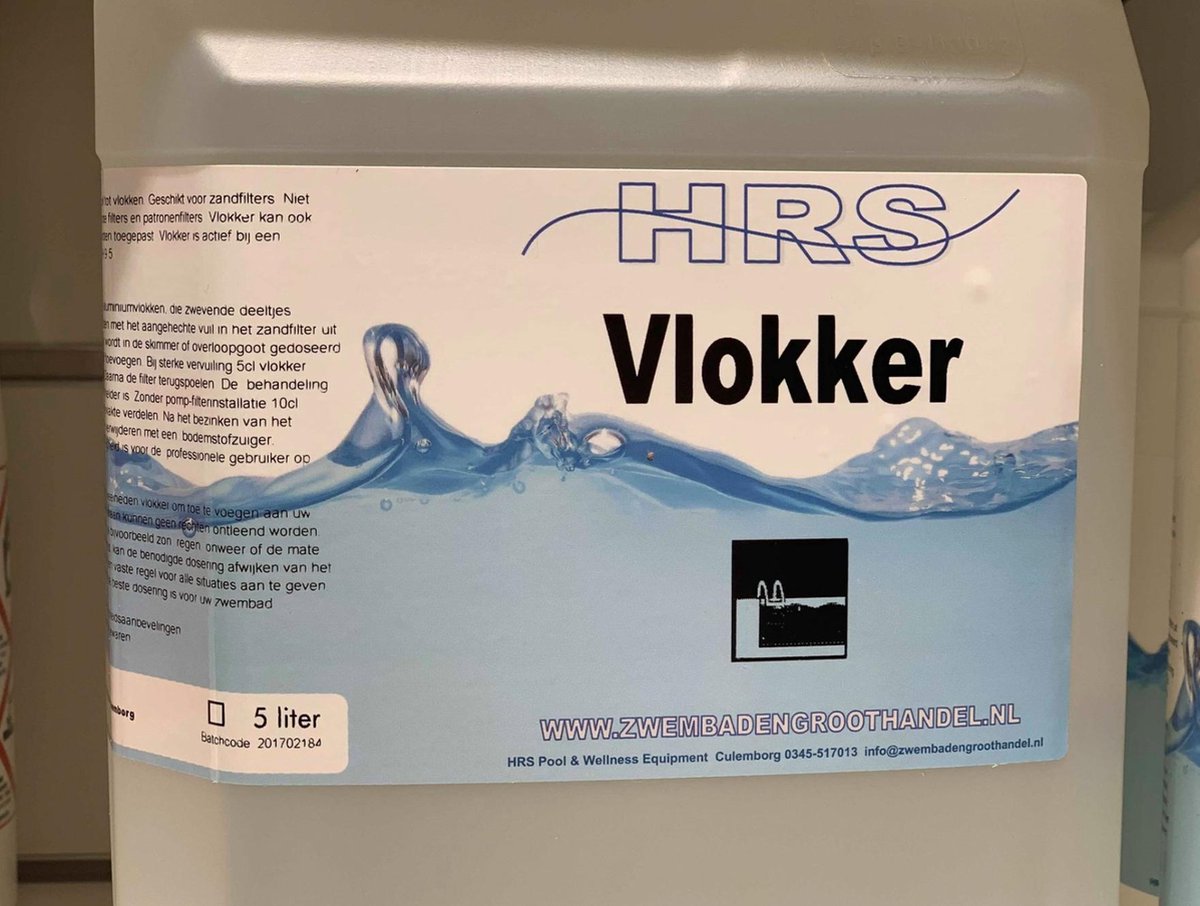 tot vlokken. Geschikt voor zandfilters. Niet
filters en patronenfilters. Vlokker kan ook
toegepast. Vlokker is actief bij een
die zwevende deeltjes
met het aangehechte vuil in het zandfilter uit
wordt in de skimmer of overloopgoot gedoseerd
Bij sterke vervuiling 5cl vlokker
de filter terugspoelen. De behandeling
is. Zonder pomp-filterinstallatie 10cl
verdelen. Na het bezinken van het
met een bodemstofzuiger.
is voor de professionele gebruiker op
vlokker om toe te voegen aan uw
kunnen geen rechten ontleend worden.
bijvoorbeeld zon, regen, onweer of de mate
kan de benodigde dosering afwijken van het
vaste regel voor alle situaties aan te geven
beste dosering is voor uw zwembad
5 liter
Batchcode 201702184
HRS
Vlokker
WWW.ZWEMBADENGROOTHANDEL.NL
HRS Pool & Wellness Equipment Culemborg 0345-517013 info@zwembadengroothandel.nl